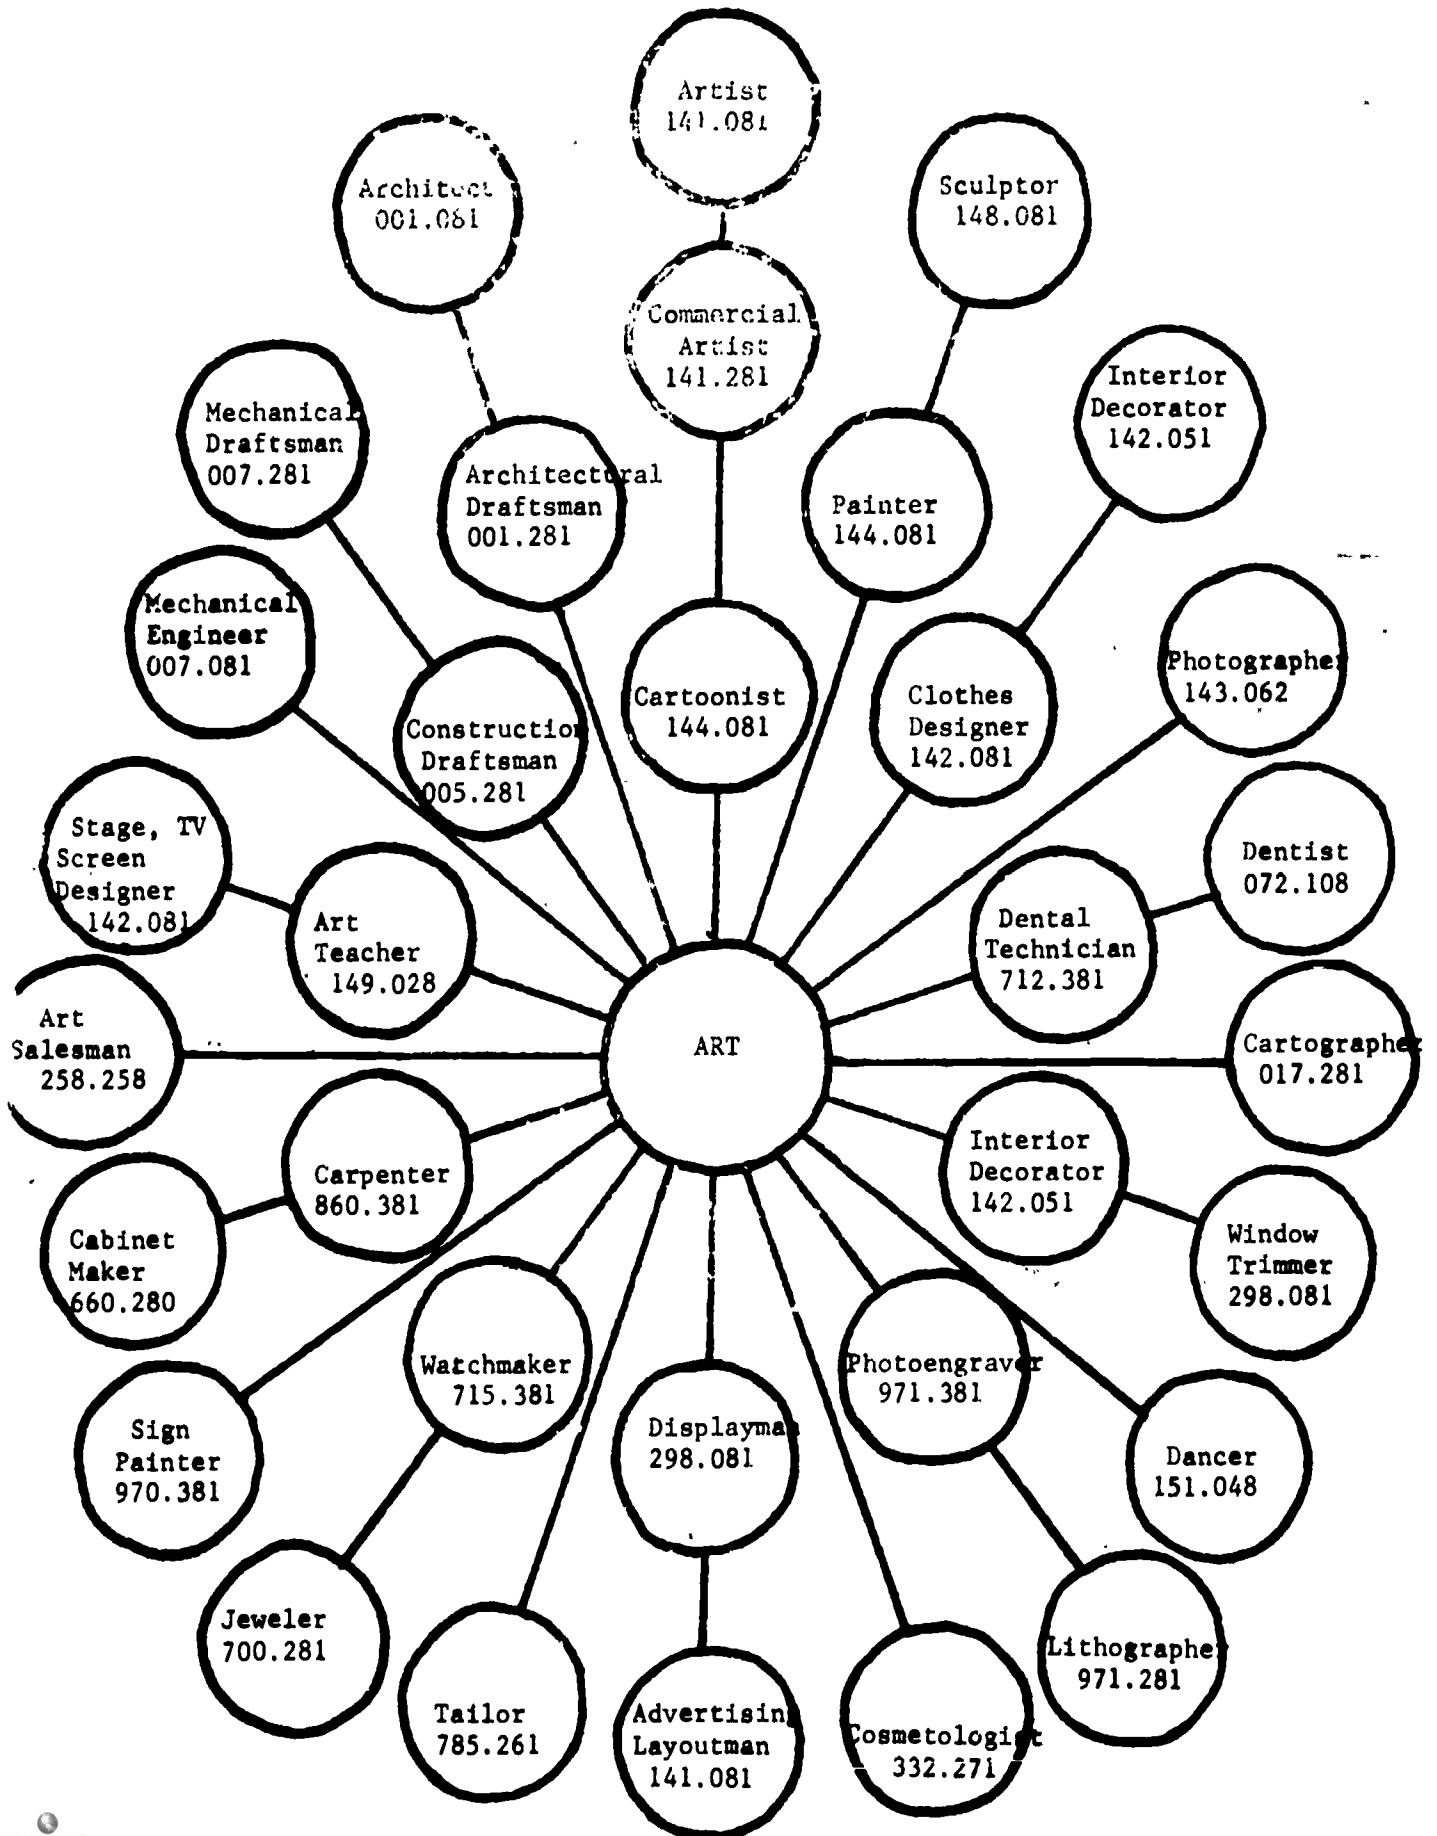 Artist
141.081
Architect
001.081
Sculptor
148.081
Commercial
Artist
141.281
Interior
Decorator
142.051
Mechanical
Draftsman
007.281
Architectural
Draftsman
001.281
Painter
144.081
Mechanical
Engineer
007.081
Photographer
143.062
Construction
Draftsman
005.281
Cartoonist
144.081
Clothes
Designer
142.081
Stage, TV
Screen
Designer
142.081
Dentist
072.108
Art
Teacher
149.028
Dental
Technician
712.381
Art
Salesman
258.258
ART
Cartographer
017.281
Carpenter
860.381
Interior
Decorator
142.051
Cabinet
Maker
660.280
Window
Trimmer
298.081
Watchmaker
715.381
Photoengraver
971.381
Sign
Painter
970.381
Displayman
298.081
Dancer
151.048
Jeweler
700.281
Lithographer
971.281
Tailor
785.261
Advertising
Layoutman
141.081
Cosmetologist
332.271